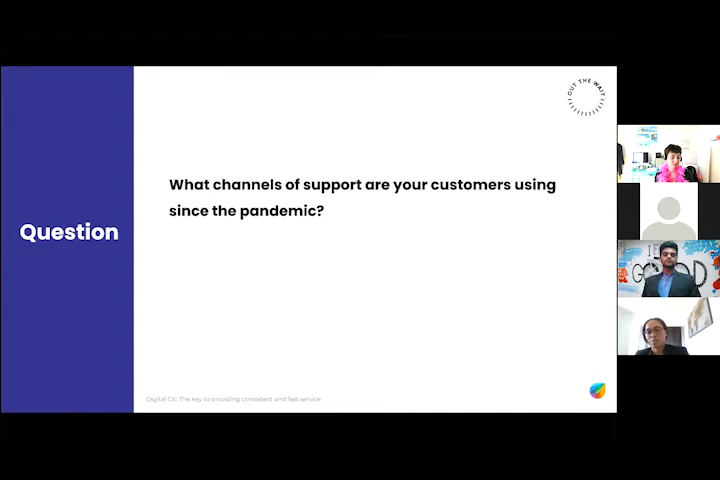 CUT THE WAIT
What channels of support are your customers using
since the pandemic?
Question
Digital CX: The key to providing consistent and fast service